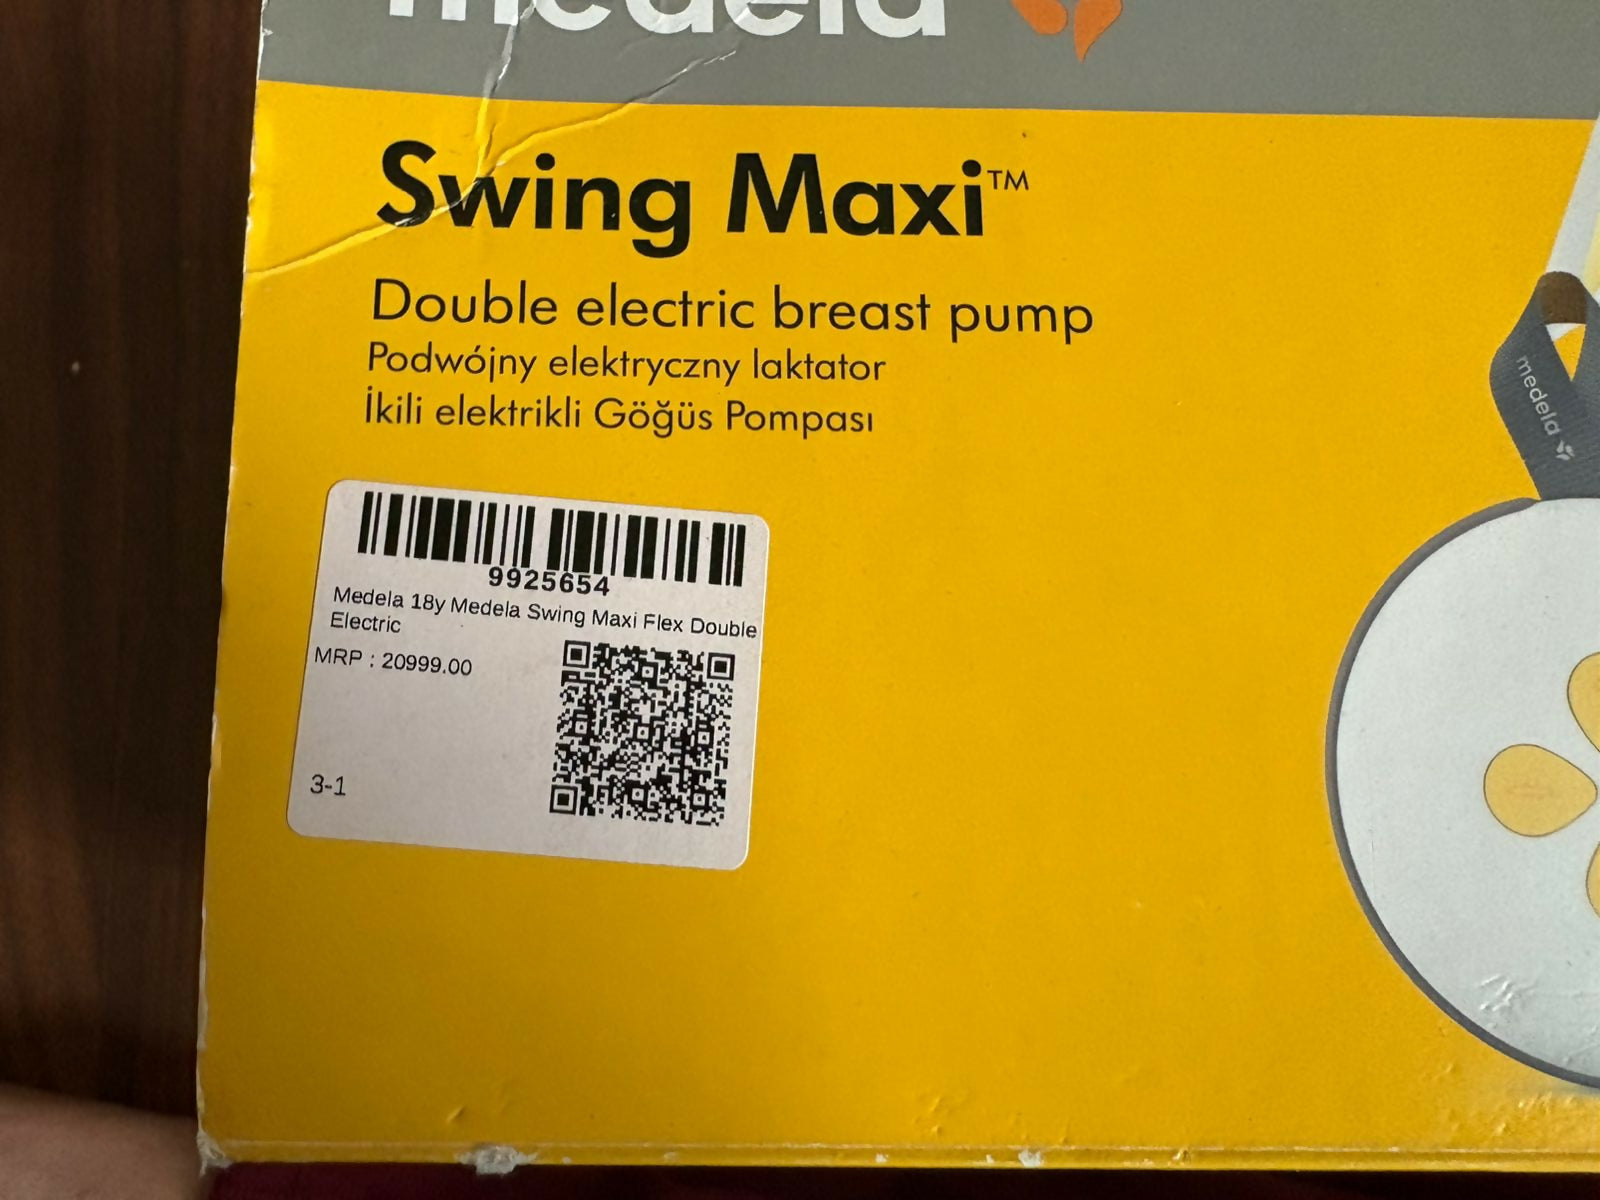 medela
Swing Maxi™
Double electric breast pump
Podwójny elektryczny laktator
İkili elektrikli Göğüs Pompası
medela
9925654
Medela 18y Medela Swing Maxi Flex Double
Electric
MRP : 20999.00
3-1